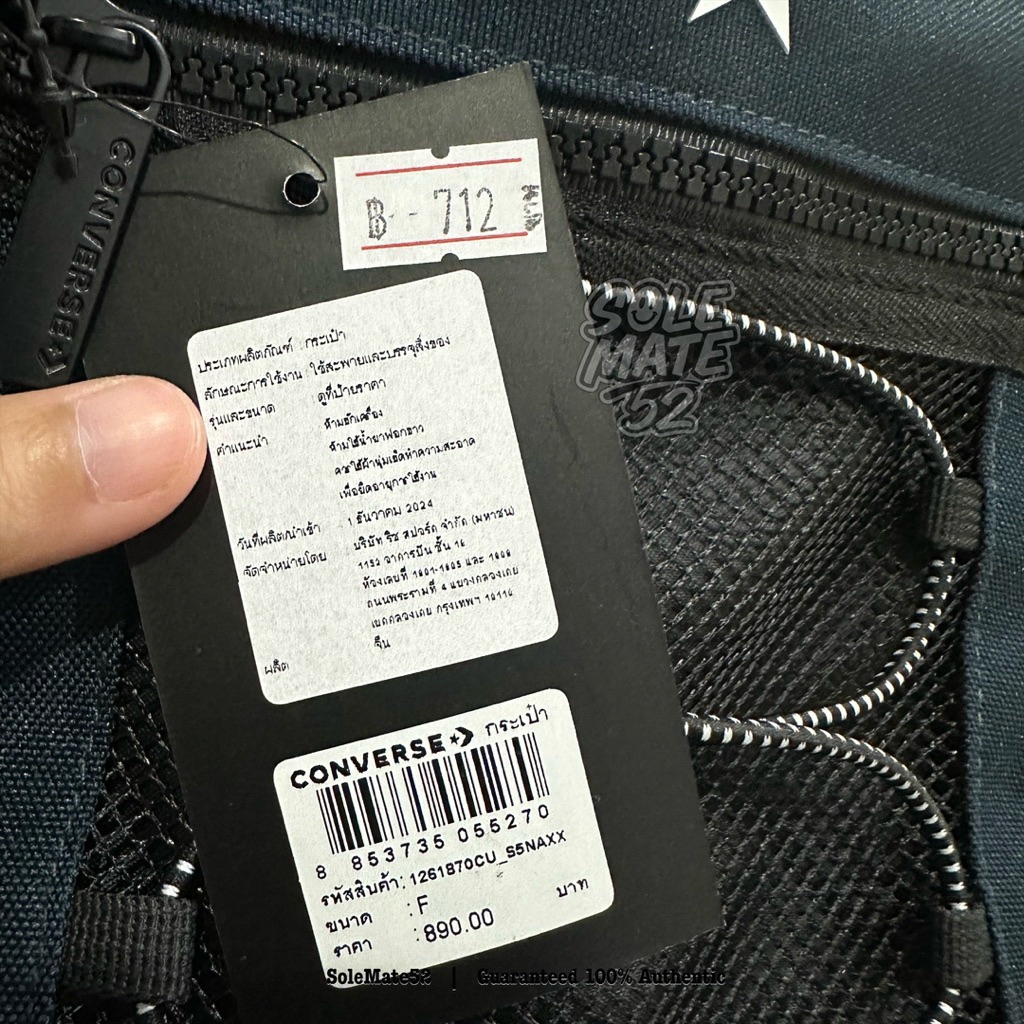 CONVERSE
฿-- 712
SOLE
MATE
'52
ประเภทผลิตภัณฑ์ : กระเป๋า
ลักษณะการใช้งาน : ใช้สะพายและบรรจุสิ่งของ
รุ่นและขนาด : ดูที่ป้ายราคา
คำแนะนำ ห้ามซักเครื่อง
ห้ามใช้น้ำยาฟอกขาว
ควรใช้ผ้านุ่มเช็ดทำความสะอาด
เพื่อยืดอายุการใช้งาน
วันที่ผลิต/นำเข้า : 1 ธันวาคม 2024
จัดจำหน่ายโดย บริษัท ริช สปอร์ต จำกัด (มหาชน)
ห้องเลขที่ 1601-1605 และ 1606
ถนนพระรามที่ 4 แขวงคลองเตย
เขตคลองเตย กรุงเทพฯ 10110
ผลิต จีน
CONVERSE กระเป๋า
8 853735 055270
รหัสสินค้า : 1261870CU_S5NAXX
ขนาด : F
ราคา : 890.00 บาท
SoleMate52 | Guaranteed 100% Authentic